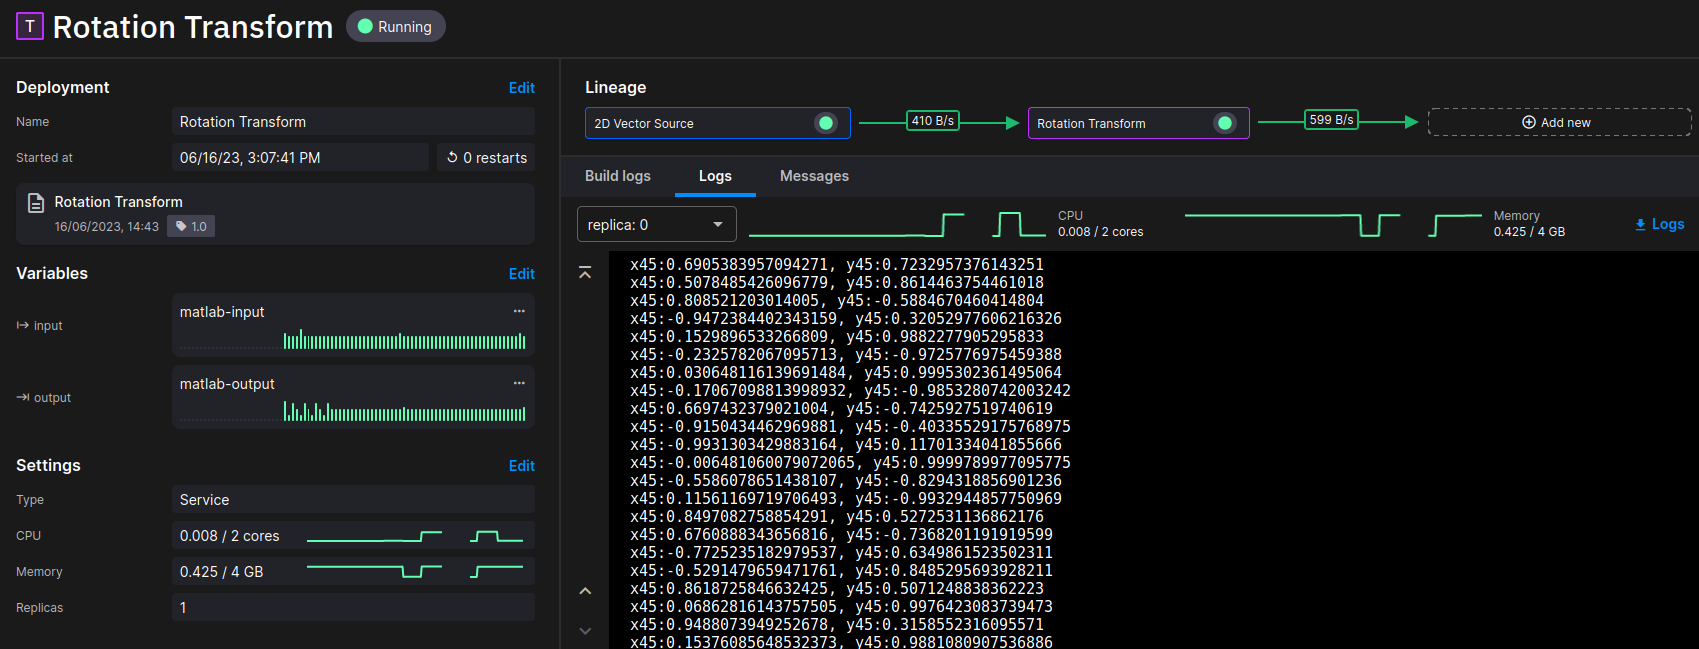 T Rotation Transform Running
Deployment Edit
Name Rotation Transform
Started at 06/16/23, 3:07:41 PM 0 restarts
Rotation Transform
16/06/2023, 14:43 1.0
Variables Edit
input matlab-input ...
output matlab-output ...
Settings Edit
Type Service
CPU 0.008 / 2 cores
Memory 0.425 / 4 GB
Replicas 1
Lineage
2D Vector Source 410 B/s Rotation Transform 599 B/s Add new
Build logs Logs Messages
replica: 0 CPU 0.008 / 2 cores Memory 0.425 / 4 GB Logs
x45:0.6905383957094271, y45:0.7232957376143251
x45:0.5078485426096779, y45:0.8614463754461018
x45:0.808521203014005, y45:-0.5884670460414804
x45:-0.9472384402343159, y45:0.32052977606216326
x45:0.1529896533266809, y45:0.9882277905295833
x45:-0.2325782067095713, y45:-0.9725776975459388
x45:0.030648116139691484, y45:0.9995302361495064
x45:-0.17067098813998932, y45:-0.9853280742003242
x45:0.6697432379021004, y45:-0.7425927519740619
x45:-0.9150434462969881, y45:-0.40335529175768975
x45:-0.9931303429883164, y45:0.11701334041855666
x45:-0.006481060079072065, y45:0.9999789977095775
x45:-0.5586078651438107, y45:-0.8294318856901236
x45:0.11561169719706493, y45:-0.9932944857750969
x45:0.8497082758854291, y45:0.5272531136862176
x45:0.6760888343656816, y45:-0.7368201191919599
x45:-0.7725235182979537, y45:0.6349861523502311
x45:-0.5291479659471761, y45:0.8485295693928211
x45:0.8618725846632425, y45:0.5071248838362223
x45:0.06862816143757505, y45:0.9976423083739473
x45:0.9488073949252678, y45:0.3158552316095571
x45:0.15376085648532373, y45:0.9881080907536886